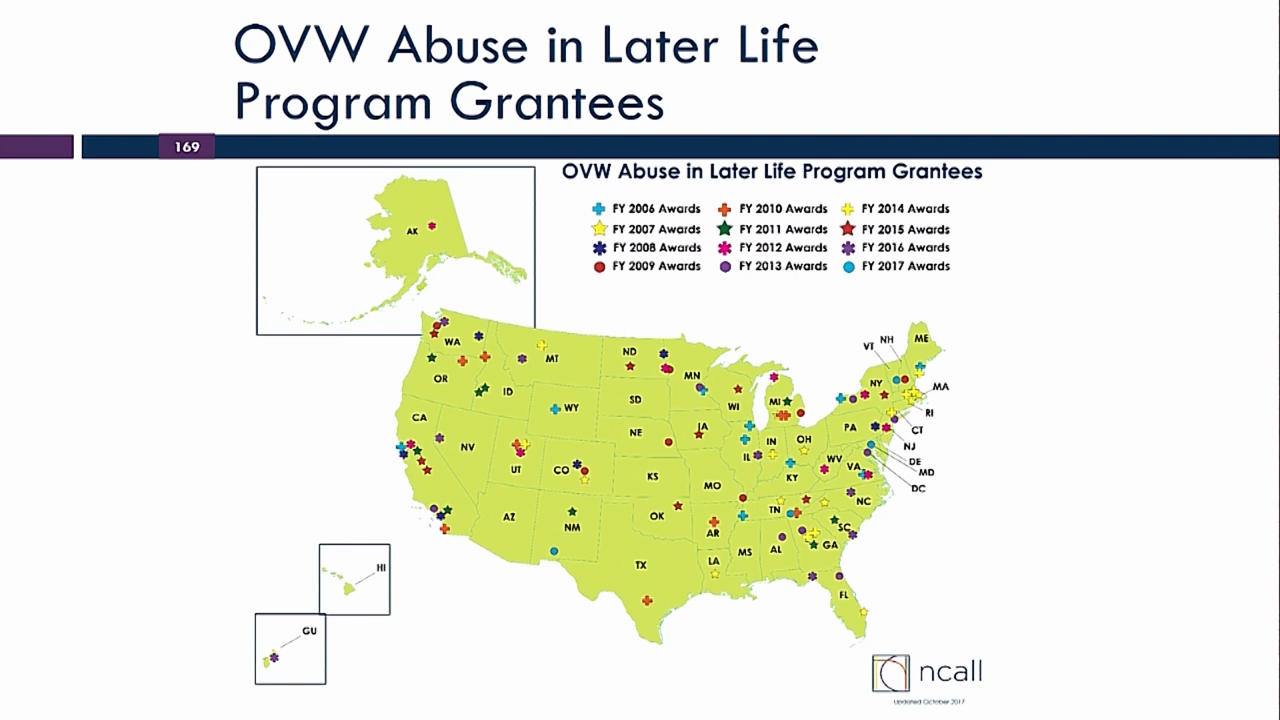 OVW Abuse in Later Life
Program Grantees
169
OVW Abuse in Later Life Program Grantees
FY 2006 Awards FY 2010 Awards FY 2014 Awards
FY 2007 Awards FY 2011 Awards FY 2015 Awards
FY 2008 Awards FY 2012 Awards FY 2016 Awards
FY 2009 Awards FY 2013 Awards FY 2017 Awards
AK
WA
MT
ND
MN
VT
NH
ME
OR
ID
WY
SD
WI
MI
NY
MA
RI
CT
CA
NV
UT
CO
NE
IA
IL
IN
OH
PA
NJ
DE
MD
DC
KS
MO
KY
WV
VA
NC
AZ
NM
OK
AR
TN
SC
TX
LA
MS
AL
GA
FL
HI
GU
ncall
Updated October 2017